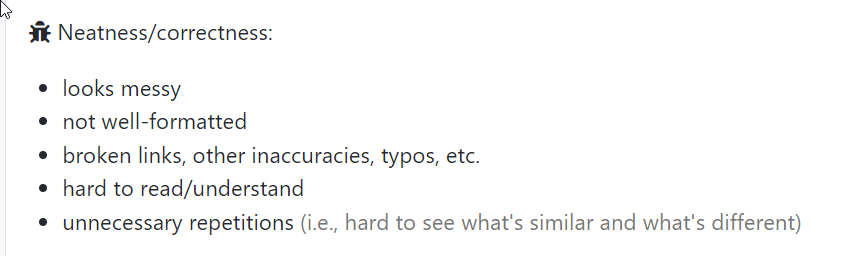 Neatness/correctness:
looks messy
not well-formatted
broken links, other inaccuracies, typos, etc.
hard to read/understand
unnecessary repetitions (i.e., hard to see what's similar and what's different)